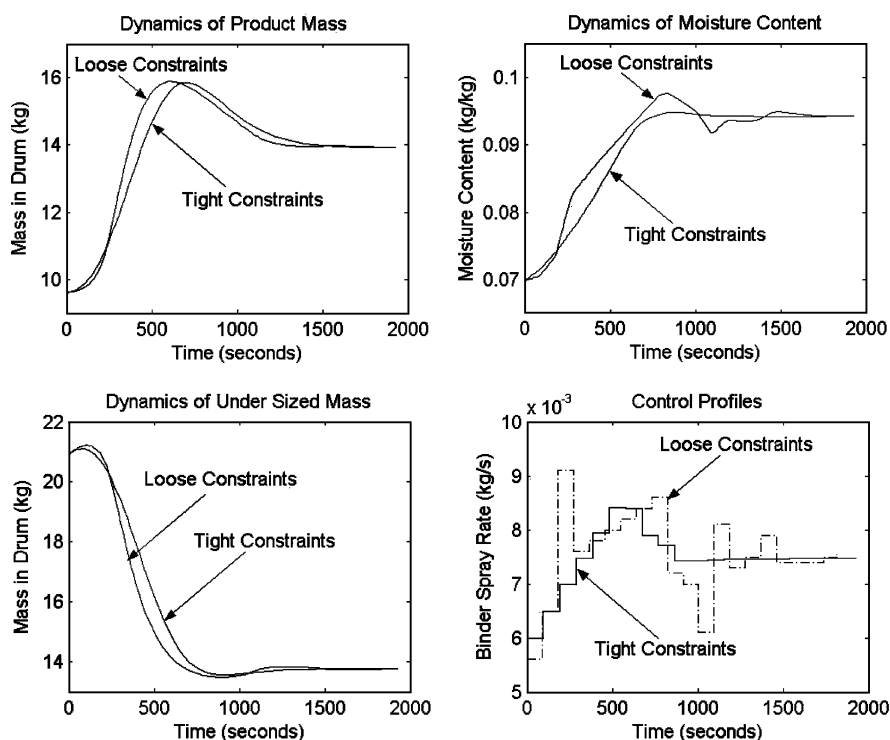 Dynamics of Product Mass
Mass in Drum (kg)
16
14
12
10
Loose Constraints
Tight Constraints
0
500
1000
1500
2000
Time (seconds)
Dynamics of Moisture Content
Moisture Content (kg/kg)
0.1
0.09
0.08
0.07
Loose Constraints
Tight Constraints
0
500
1000
1500
2000
Time (seconds)
Dynamics of Under Sized Mass
Mass in Drum (kg)
22
20
18
16
14
Loose Constraints
Tight Constraints
0
500
1000
1500
2000
Time (seconds)
Control Profiles
x 10⁻³
Binder Spray Rate (kg/s)
10
9
8
7
6
5
Loose Constraints
Tight Constraints
0
500
1000
1500
2000
Time (seconds)